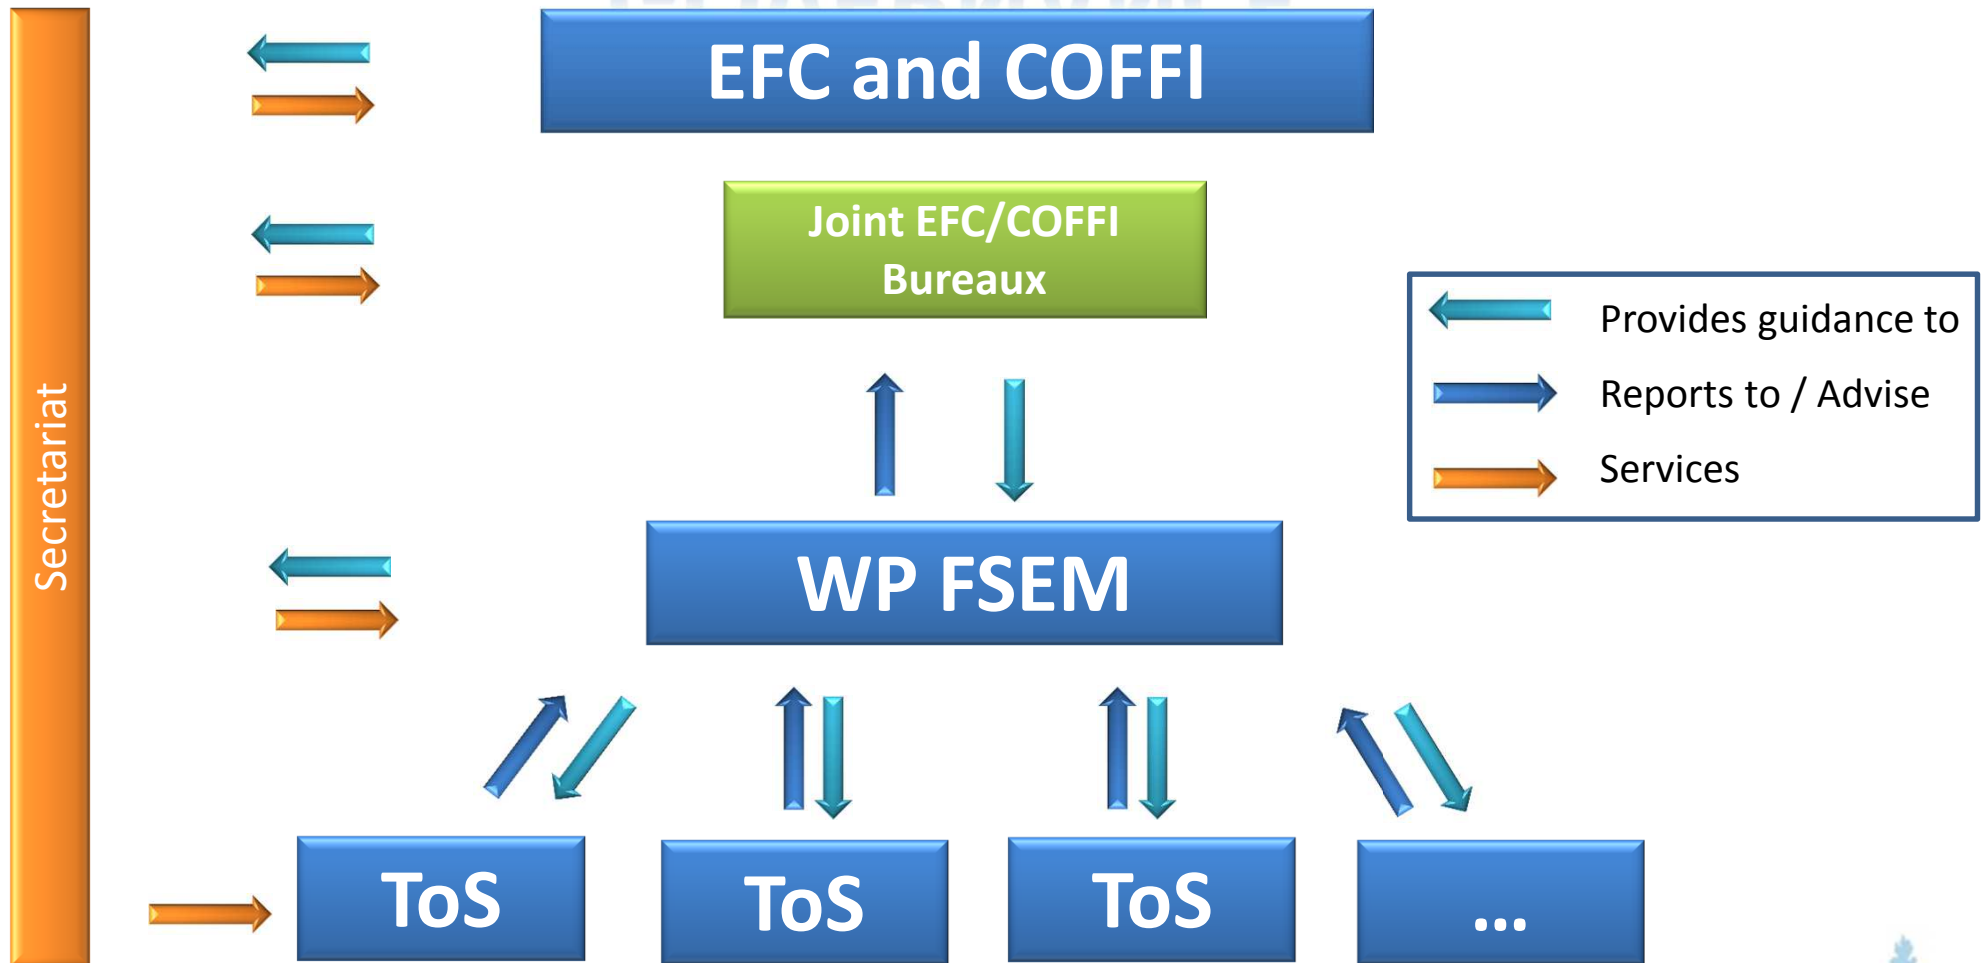 EFC and COFFI
Joint EFC/COFFI
Bureaux
Provides guidance to
Reports to / Advise
Services
Secretariat
WP FSEM
ToS
ToS
ToS
...